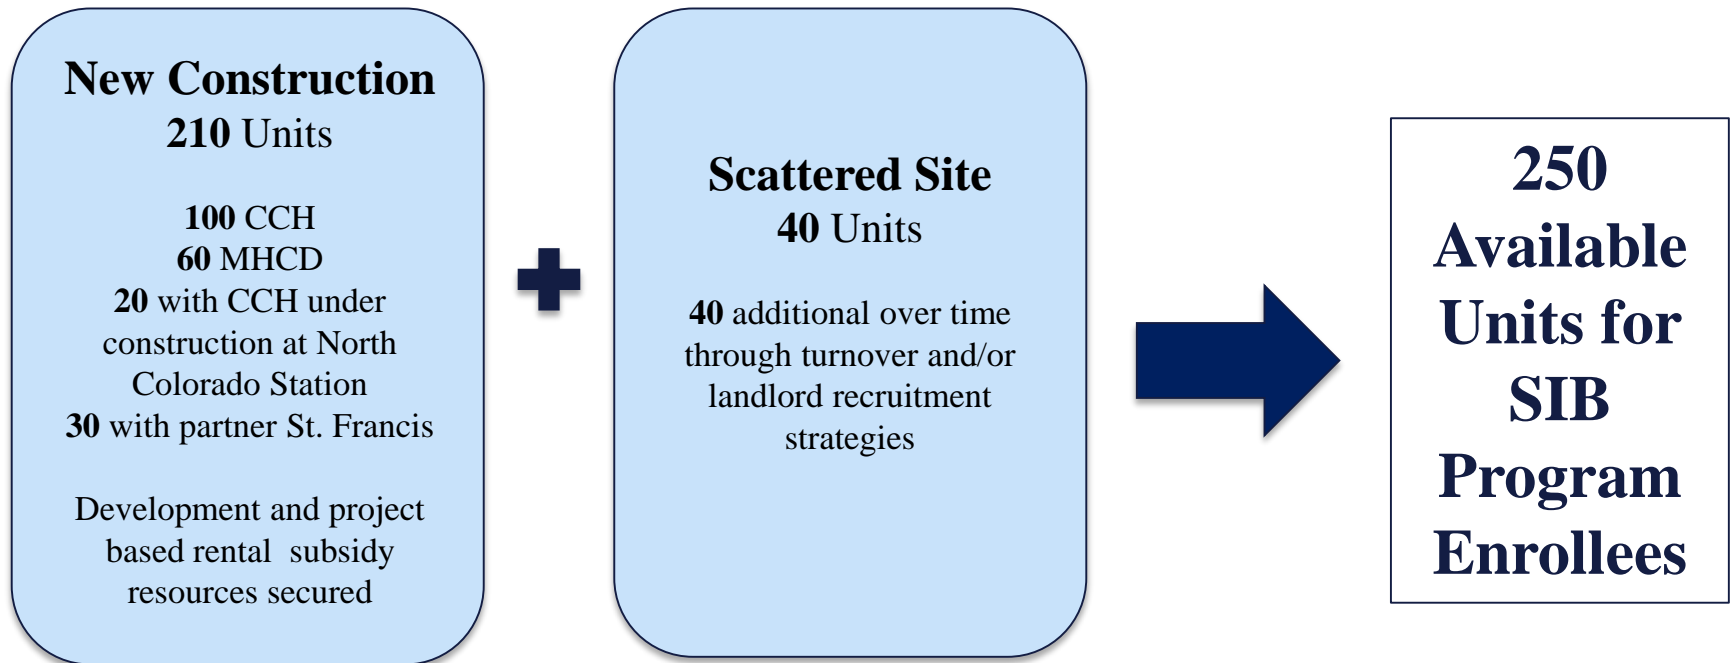 New Construction
210 Units
100 CCH
60 MHCD
20 with CCH under
construction at North
Colorado Station
30 with partner St. Francis
Development and project
based rental  subsidy
resources secured
Scattered Site
40 Units
40 additional over time
through turnover and/or
landlord recruitment
strategies
250
Available
Units for
SIB
Program
Enrollees